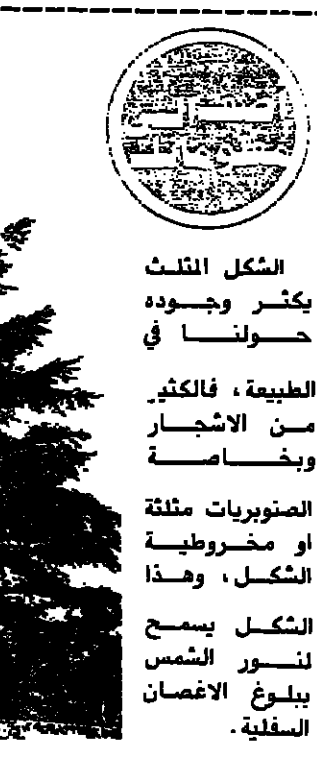 الشكل المثلث
يكثر وجوده
حولنا في
الطبيعة، فالكثير
من الاشجار
وبخاصة
الصنوبريات مثلثة
او مخروطية
الشكل، وهذا
الشكل يسمح
لنور الشمس
ببلوغ الاغصان
السفلية.